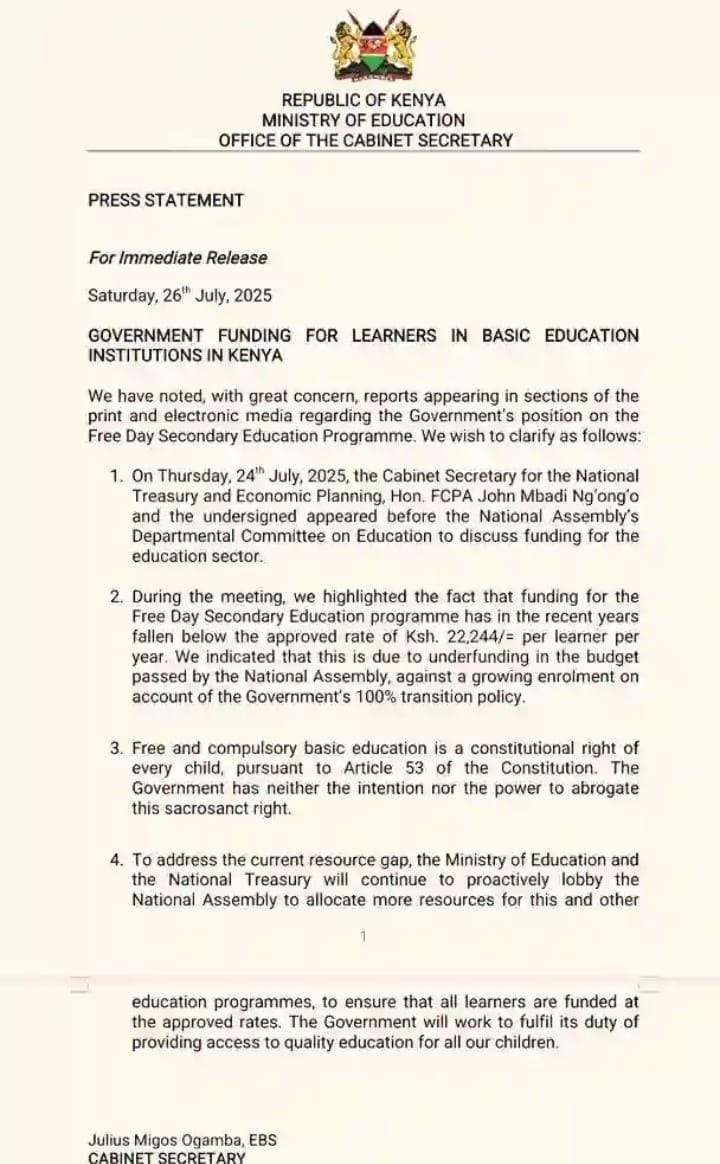 REPUBLIC OF KENYA
MINISTRY OF EDUCATION
OFFICE OF THE CABINET SECRETARY
PRESS STATEMENT
For Immediate Release
Saturday, 26th July, 2025
GOVERNMENT FUNDING FOR LEARNERS IN BASIC EDUCATION
INSTITUTIONS IN KENYA
We have noted, with great concern, reports appearing in sections of the
print and electronic media regarding the Government's position on the
Free Day Secondary Education Programme. We wish to clarify as follows:
1. On Thursday, 24th July, 2025, the Cabinet Secretary for the National
Treasury and Economic Planning, Hon. FCPA John Mbadi Ng'ong'o
and the undersigned appeared before the National Assembly's
Departmental Committee on Education to discuss funding for the
education sector.
2. During the meeting, we highlighted the fact that funding for the
Free Day Secondary Education programme has in the recent years
fallen below the approved rate of Ksh. 22,244/= per learner per
year. We indicated that this is due to underfunding in the budget
passed by the National Assembly, against a growing enrolment on
account of the Government's 100% transition policy.
3. Free and compulsory basic education is a constitutional right of
every child, pursuant to Article 53 of the Constitution. The
Government has neither the intention nor the power to abrogate
this sacrosanct right.
4. To address the current resource gap, the Ministry of Education and
the National Treasury will continue to proactively lobby the
National Assembly to allocate more resources for this and other
1
education programmes, to ensure that all learners are funded at
the approved rates. The Government will work to fulfil its duty of
providing access to quality education for all our children.
Julius Migos Ogamba, EBS
CABINET SECRETARY